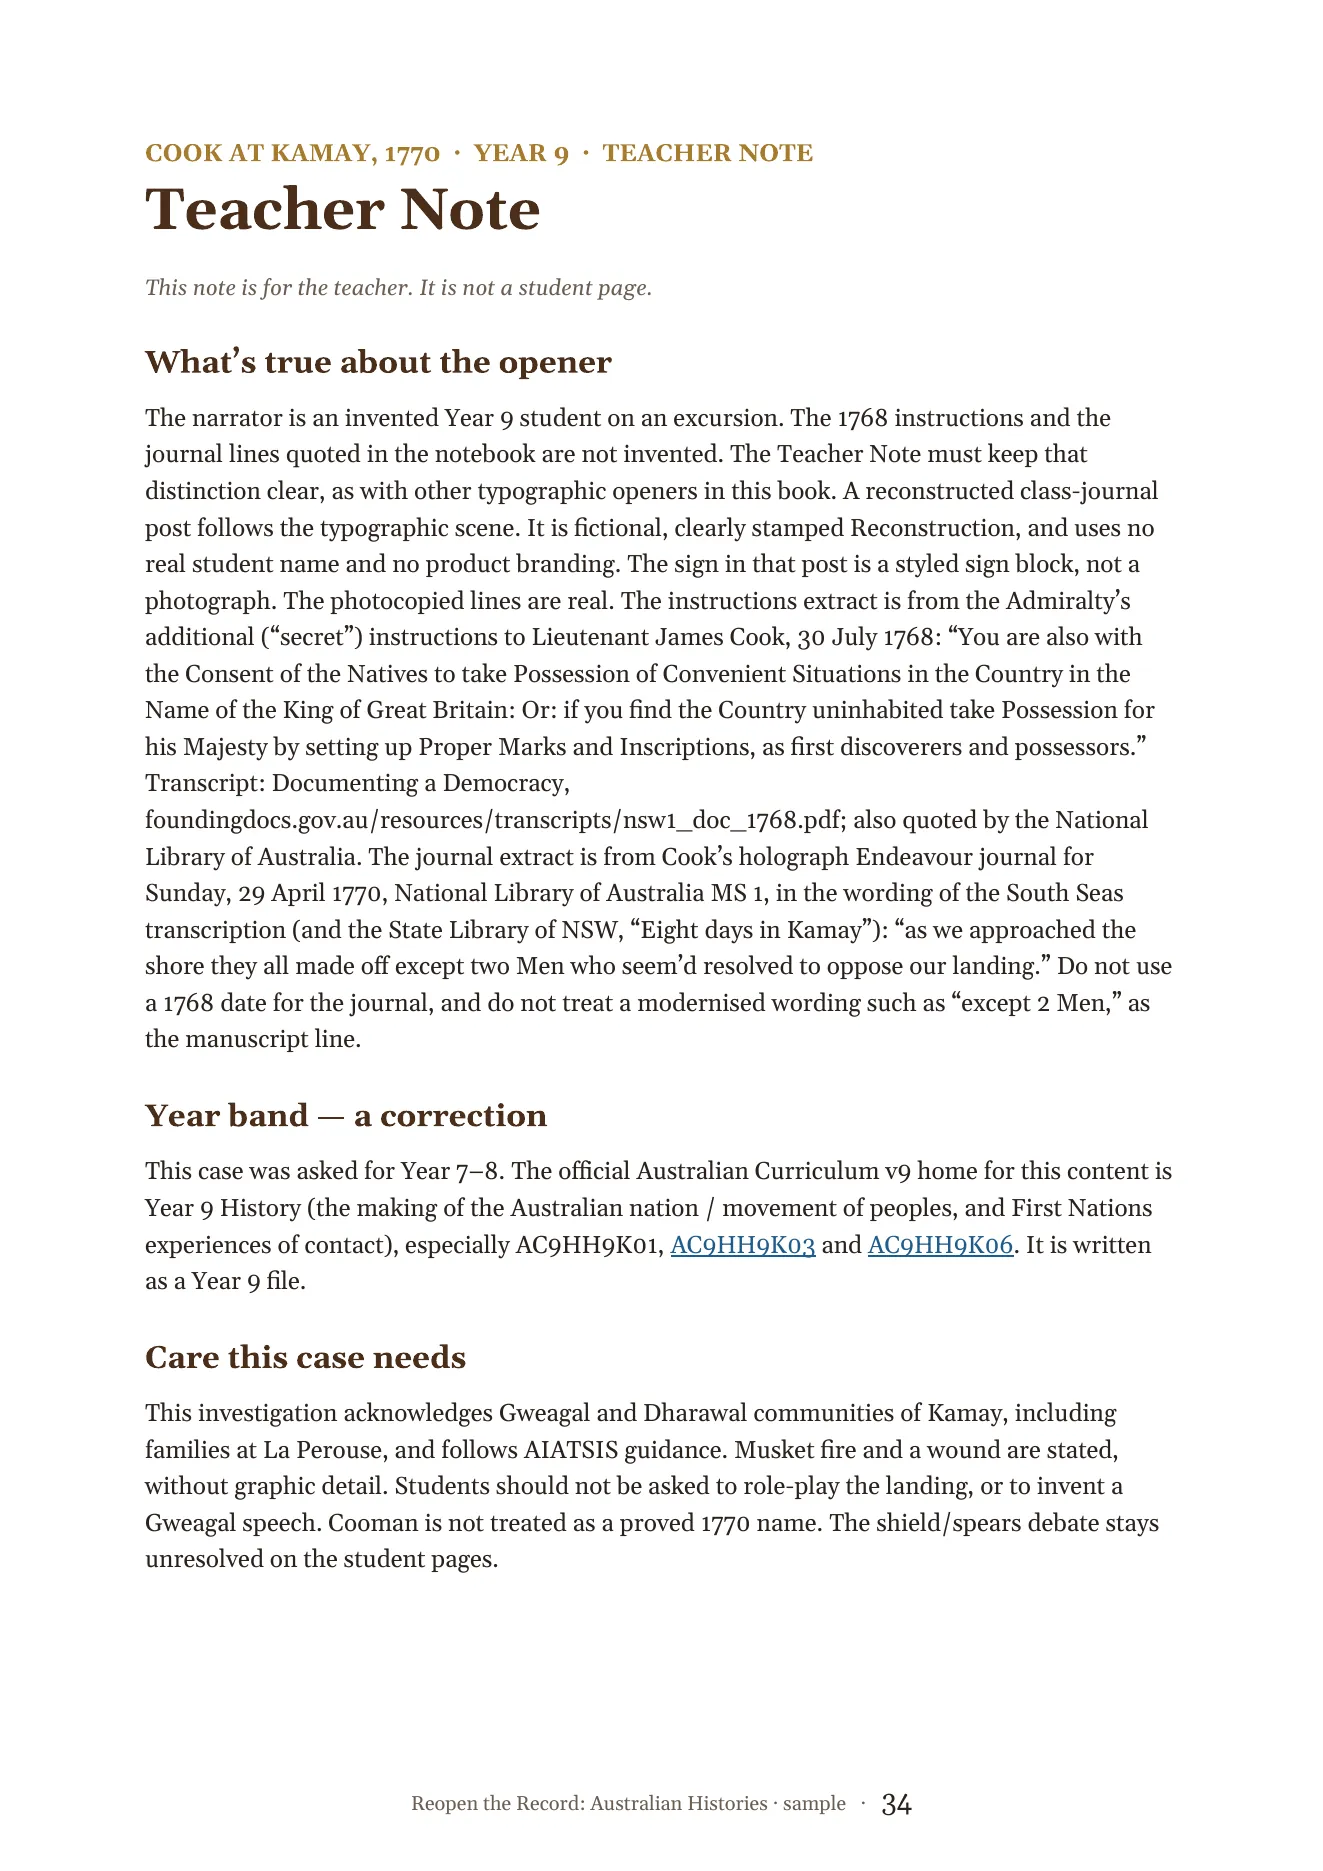 COOK AT KAMAY, 1770 · YEAR 9 · TEACHER NOTE
Teacher Note
This note is for the teacher. It is not a student page.
What’s true about the opener
The narrator is an invented Year 9 student on an excursion. The 1768 instructions and the
journal lines quoted in the notebook are not invented. The Teacher Note must keep that
distinction clear, as with other typographic openers in this book. A reconstructed class-journal
post follows the typographic scene. It is fictional, clearly stamped Reconstruction, and uses no
real student name and no product branding. The sign in that post is a styled sign block, not a
photograph. The photocopied lines are real. The instructions extract is from the Admiralty’s
additional (“secret”) instructions to Lieutenant James Cook, 30 July 1768: “You are also with
the Consent of the Natives to take Possession of Convenient Situations in the Country in the
Name of the King of Great Britain: Or: if you find the Country uninhabited take Possession for
his Majesty by setting up Proper Marks and Inscriptions, as first discoverers and possessors.”
Transcript: Documenting a Democracy,
foundingdocs.gov.au/resources/transcripts/nsw1_doc_1768.pdf; also quoted by the National
Library of Australia. The journal extract is from Cook’s holograph Endeavour journal for
Sunday, 29 April 1770, National Library of Australia MS 1, in the wording of the South Seas
transcription (and the State Library of NSW, “Eight days in Kamay”): “as we approached the
shore they all made off except two Men who seem’d resolved to oppose our landing.” Do not use
a 1768 date for the journal, and do not treat a modernised wording such as “except 2 Men,” as
the manuscript line.
Year band — a correction
This case was asked for Year 7–8. The official Australian Curriculum v9 home for this content is
Year 9 History (the making of the Australian nation / movement of peoples, and First Nations
experiences of contact), especially AC9HH9K01, AC9HH9K03 and AC9HH9K06. It is written
as a Year 9 file.
Care this case needs
This investigation acknowledges Gweagal and Dharawal communities of Kamay, including
families at La Perouse, and follows AIATSIS guidance. Musket fire and a wound are stated,
without graphic detail. Students should not be asked to role-play the landing, or to invent a
Gweagal speech. Cooman is not treated as a proved 1770 name. The shield/spears debate stays
unresolved on the student pages.
Reopen the Record: Australian Histories · sample · 34